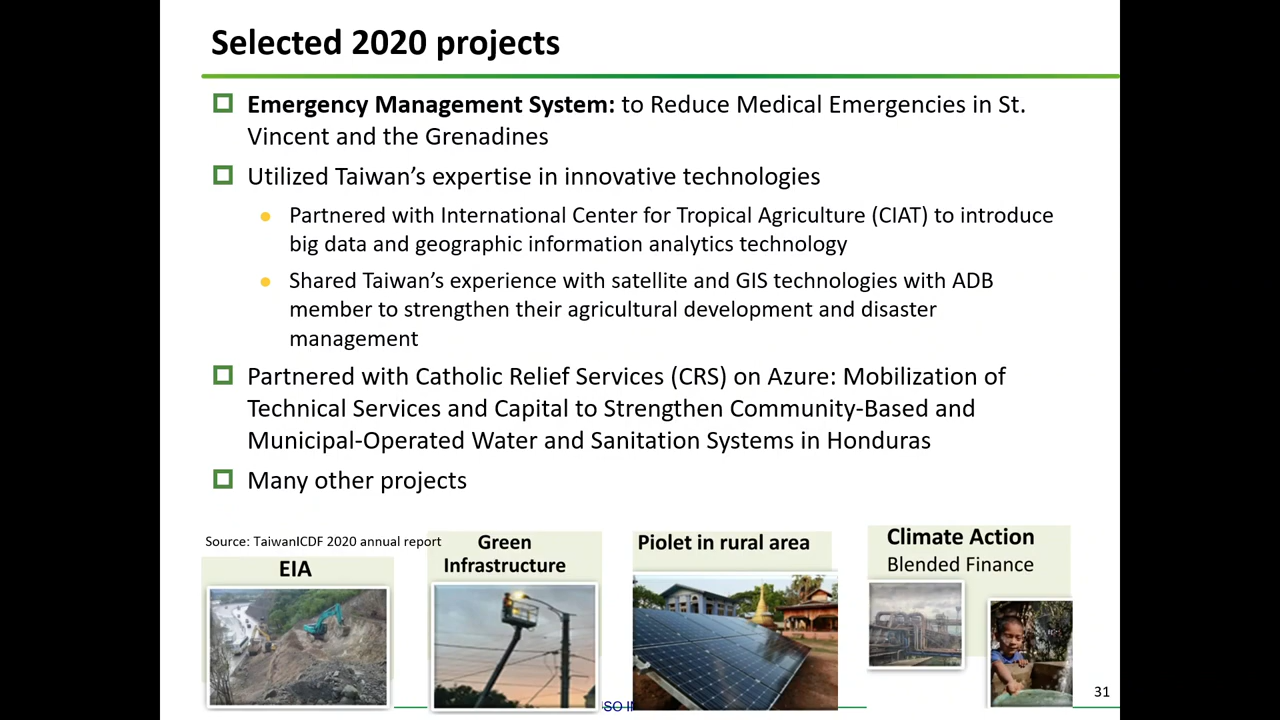 Selected 2020 projects
Emergency Management System: to Reduce Medical Emergencies in St.
Vincent and the Grenadines
Utilized Taiwan's expertise in innovative technologies
Partnered with International Center for Tropical Agriculture (CIAT) to introduce
big data and geographic information analytics technology
Shared Taiwan's experience with satellite and GIS technologies with ADB
member to strengthen their agricultural development and disaster
management
Partnered with Catholic Relief Services (CRS) on Azure: Mobilization of
Technical Services and Capital to Strengthen Community-Based and
Municipal-Operated Water and Sanitation Systems in Honduras
Many other projects
Source: TaiwanICDF 2020 annual report
EIA
Green
Infrastructure
Piolet in rural area
Climate Action
Blended Finance
31